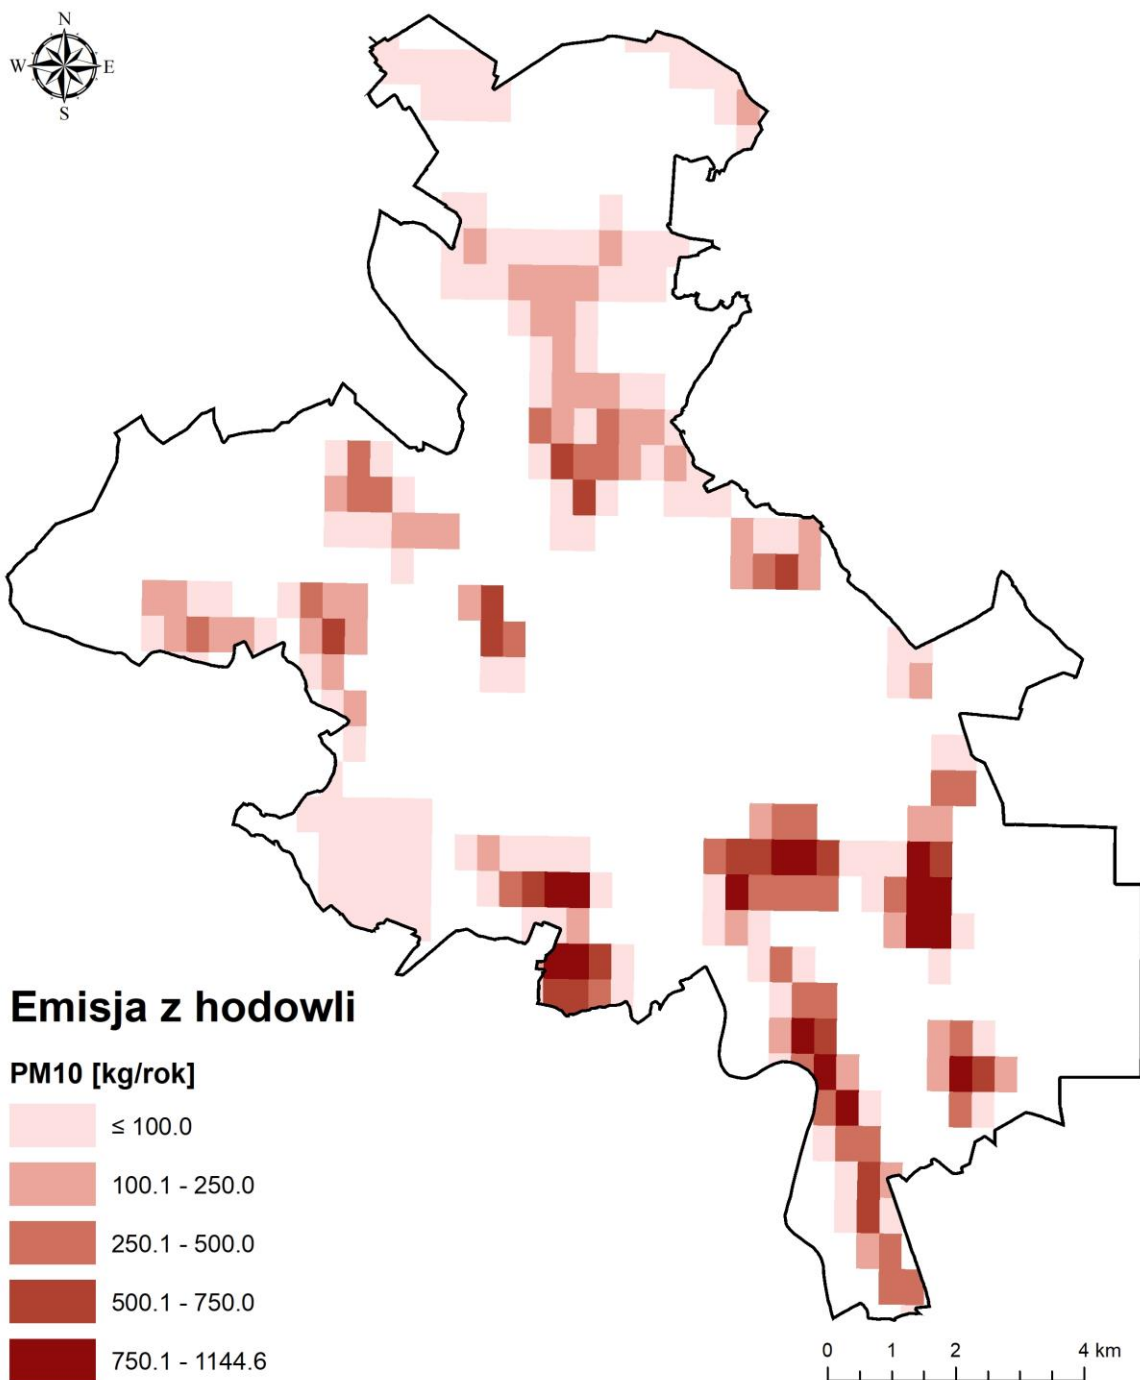 N
W E
S
Emisja z hodowli
PM10 [kg/rok]
≤ 100.0
100.1 - 250.0
250.1 - 500.0
500.1 - 750.0
750.1 - 1144.6
0 1 2 4 km